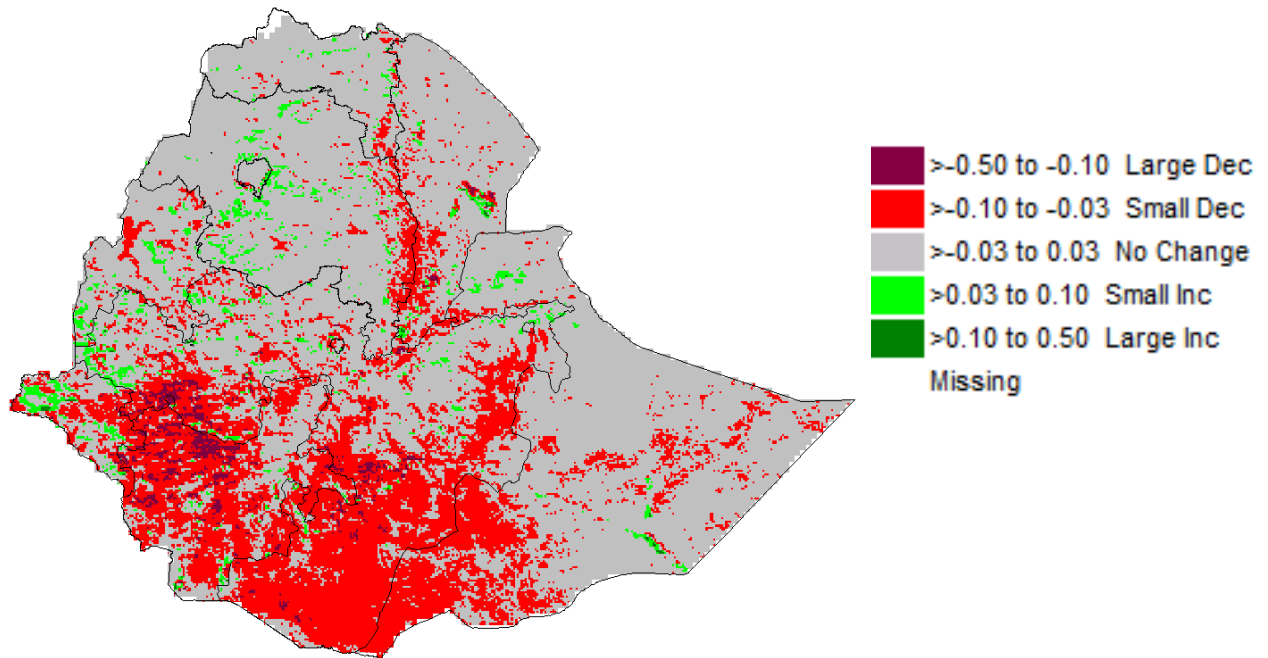 >-0.50 to -0.10 Large Dec
>-0.10 to -0.03 Small Dec
>-0.03 to 0.03 No Change
>0.03 to 0.10 Small Inc
>0.10 to 0.50 Large Inc
Missing